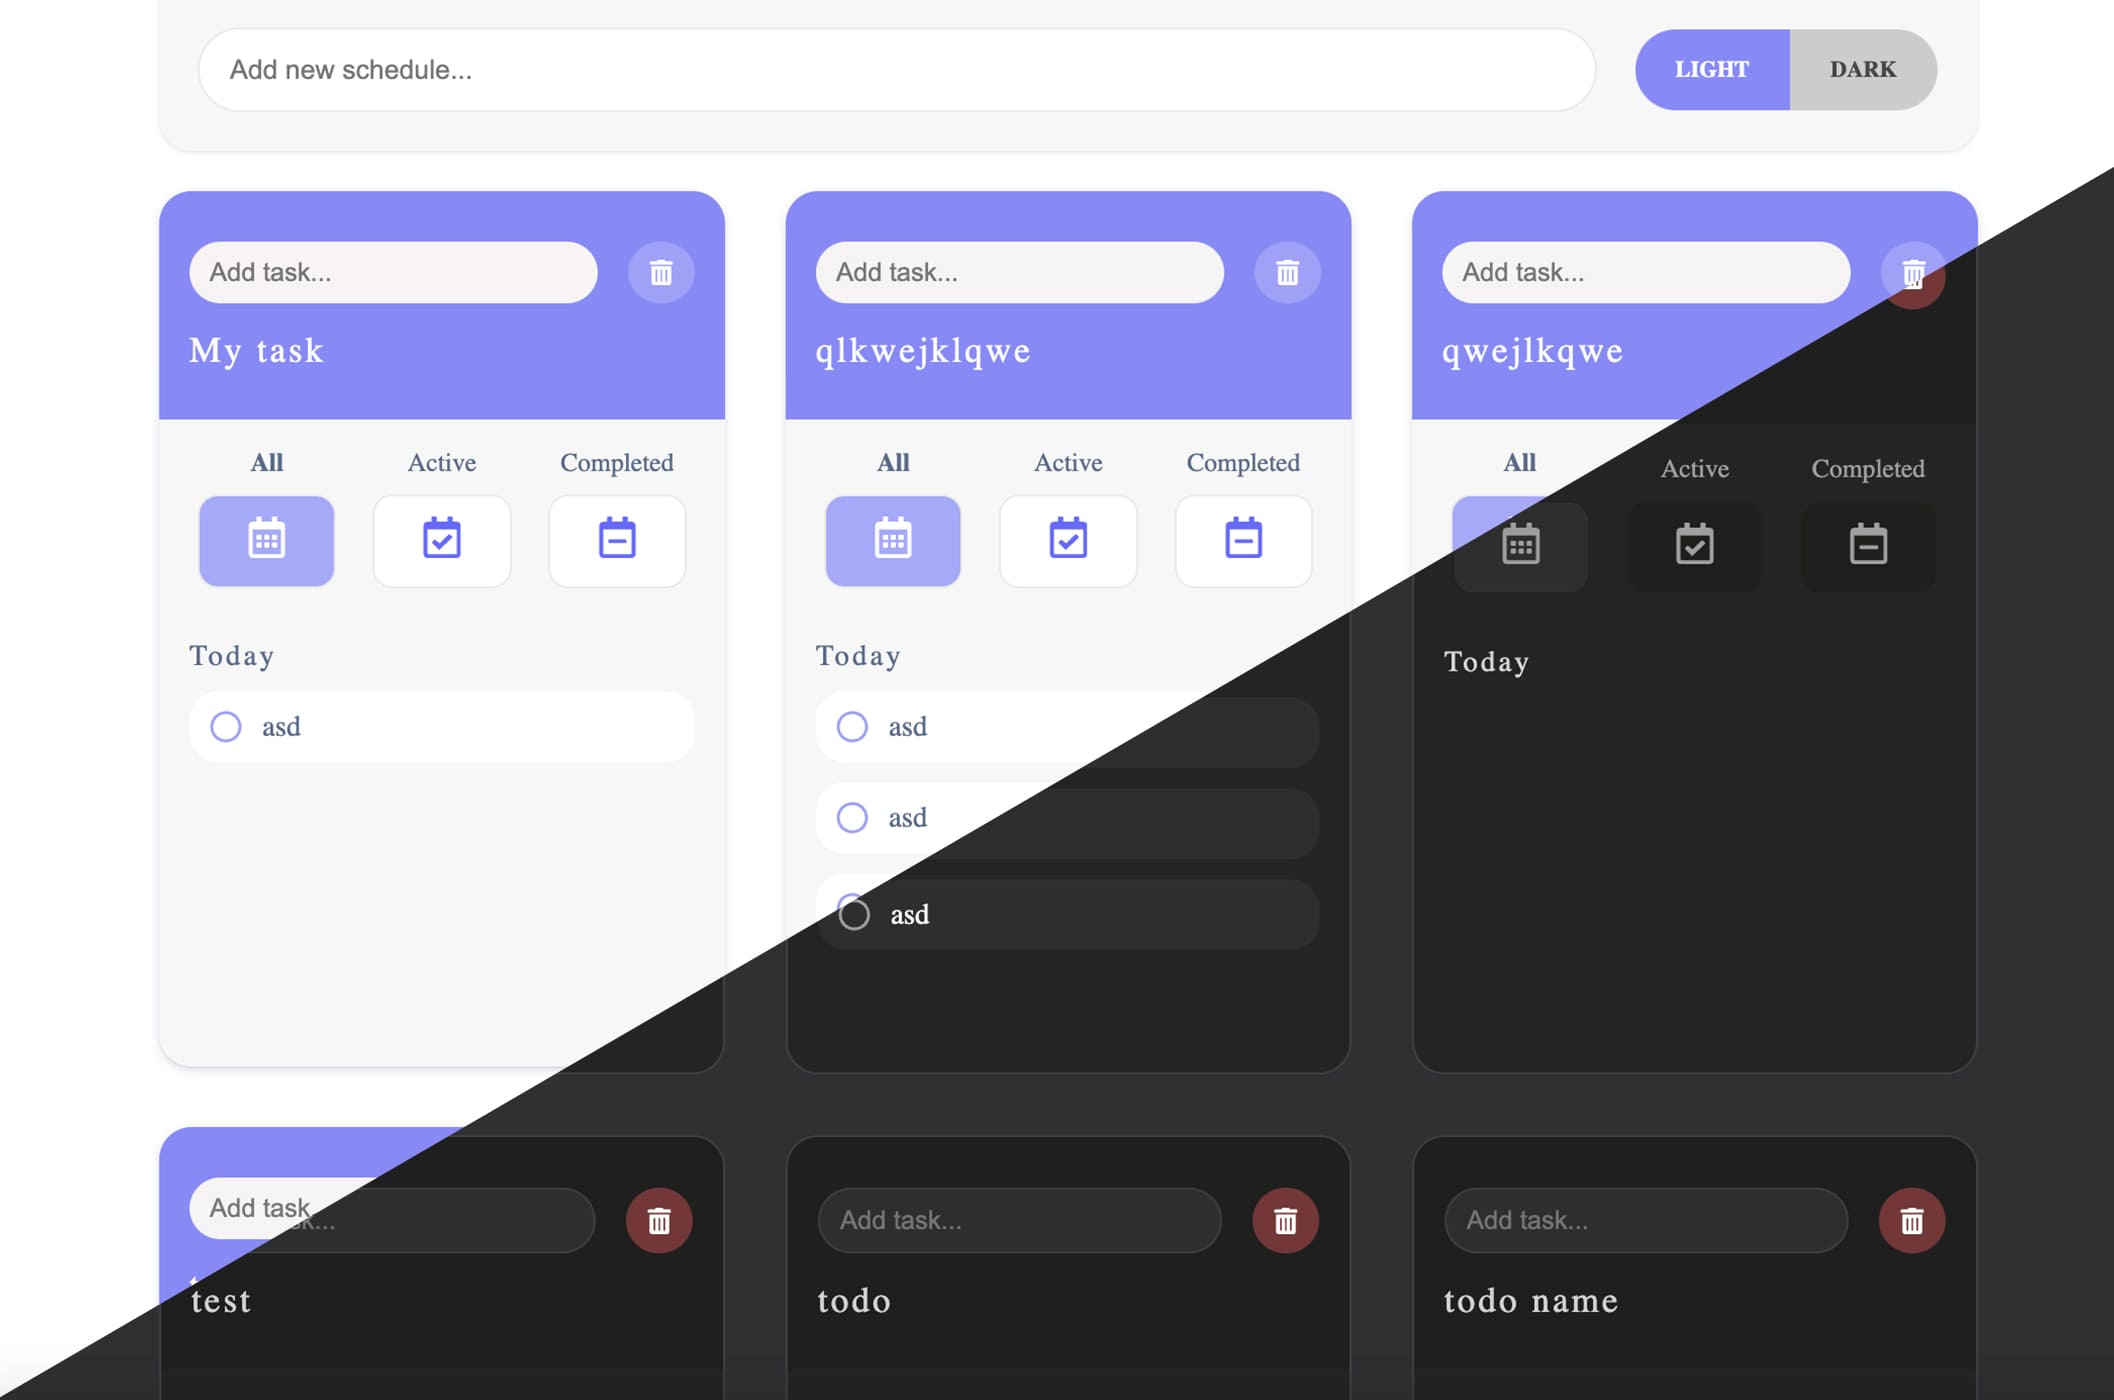 Add new schedule...
LIGHT DARK
Add task...
Add task...
Add task...
My task
qlkwejklqwe
qwejlkqwe
All Active Completed
All Active Completed
All Active Completed
Today
Today
Today
asd
asd
asd
asd
Add task
Add task...
Add task...
test
todo
todo name